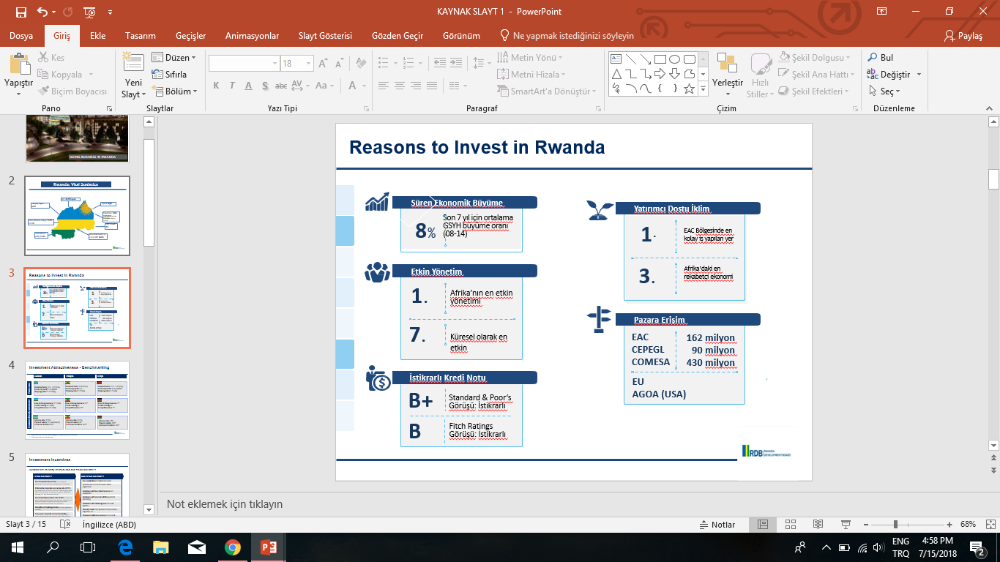 KAYNAK SLAYT 1 - PowerPoint
Dosya
Giriş
Ekle
Tasarım
Geçişler
Animasyonlar
Slayt Gösterisi
Gözden Geçir
Görünüm
Ne yapmak istediğinizi söyleyin
Paylaş
Yapıştır
Kes
Kopyala
Biçim Boyacısı
Pano
Yeni
Slayt
Düzen
Sıfırla
Bölüm
Slaytlar
18
K T A S abc AV Aa A
Yazı Tipi
Metin Yönü
Metni Hizala
SmartArt'a Dönüştür
Paragraf
Yerleştir
Hızlı
Stiller
Şekil Dolgusu
Şekil Ana Hattı
Şekil Efektleri
Çizim
Bul
Değiştir
Seç
Düzenleme
DOING BUSINESS IN RWANDA
2
Rwanda: Vital Statistics
3
Reasons to Invest in Rwanda
4
Investment Attractiveness - Benchmarking
5
Investment Incentives
Reasons to Invest in Rwanda
Süren Ekonomik Büyüme
8%
Son 7 yıl için ortalama
GSYH büyüme oranı
(08-14)
Etkin Yönetim
1.
Afrika'nın en etkin
yönetimi
7.
Küresel olarak en
etkin
İstikrarlı Kredi Notu
B+
Standard & Poor's
Görüşü: İstikrarlı
B
Fitch Ratings
Görüşü: İstikrarlı
Yatırımcı Dostu İklim
1.
EAC Bölgesinde en
kolay iş yapılan yer
3.
Afrika'daki en
rekabetçi ekonomi
Pazara Erişim
EAC 162 milyon
CEPEGL 90 milyon
COMESA 430 milyon
EU
AGOA (USA)
RDB RWANDA
DEVELOPMENT BOARD
Not eklemek için tıklayın
Slayt 3 / 15
İngilizce (ABD)
Notlar
68%
ENG
TRQ
4:58 PM
7/15/2018
2